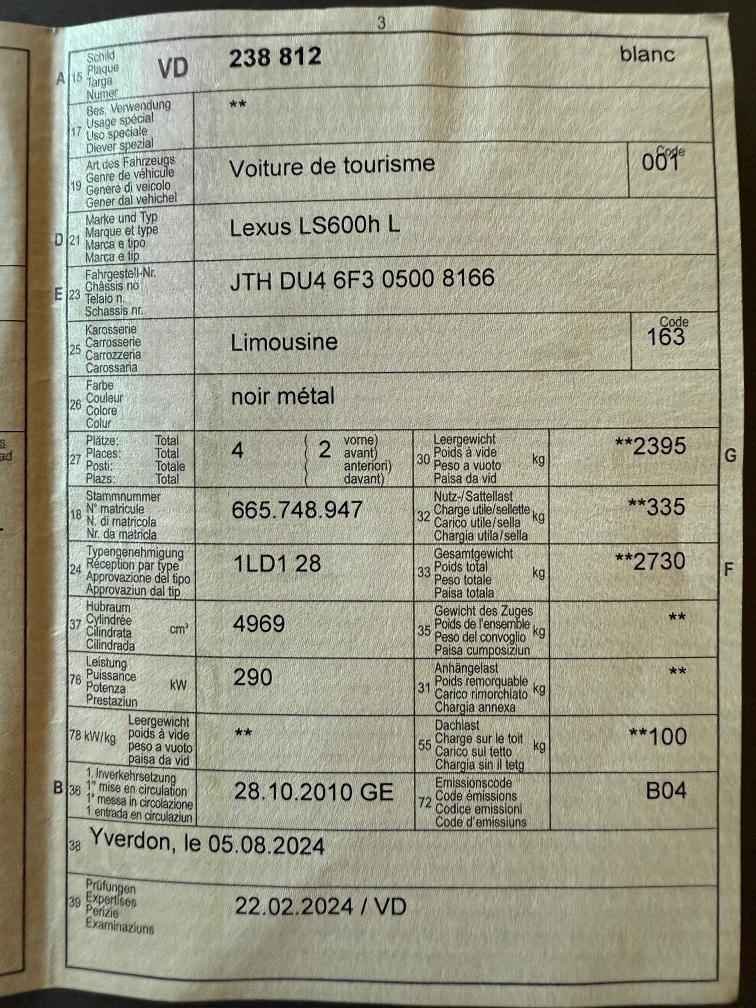 3
A 15 Schild
Plaque
Targa
Numer
VD 238 812 blanc
17 Bes. Verwendung
Usage spécial
Uso speciale
Diever spezial
**
19 Art des Fahrzeugs
Genre de véhicule
Genere di veicolo
Gener dal vehichel
Voiture de tourisme
Code
001
D 21 Marke und Typ
Marque et type
Marca e tipo
Marca e tip
Lexus LS600h L
E 23 Fahrgestell-Nr.
Châssis no
Telaio n.
Schassis nr.
JTH DU4 6F3 0500 8166
25 Karosserie
Carrosserie
Carrozzeria
Carossaria
Limousine
Code
163
26 Farbe
Couleur
Colore
Colur
noir métal
27 Plätze: Total
Places: Total
Posti: Totale
Plazs: Total
4 ( 2 vorne)
avant)
anteriori)
davant)
30 Leergewicht
Poids à vide
Peso a vuoto
Paisa da vid
kg
**2395 G
18 Stammnummer
N° matricule
N. di matricola
Nr. da matricla
665.748.947
32 Nutz-/Sattellast
Charge utile/sellette
Carico utile/sella
Chargia utila/sella
kg
**335
24 Typengenehmigung
Réception par type
Approvazione del tipo
Approvaziun dal tip
1LD1 28
33 Gesamtgewicht
Poids total
Peso totale
Paisa totala
kg
**2730 F
37 Hubraum
Cylindrée
Cilindrata
Cilindrada
cm³
4969
35 Gewicht des Zuges
Poids de l'ensemble
Peso del convoglio
Paisa cumposiziun
kg
**
76 Leistung
Puissance
Potenza
Prestaziun
kW
290
31 Anhängelast
Poids remorquable
Carico rimorchiato
Chargia annexa
kg
**
78 kW/kg Leergewicht
poids à vide
peso a vuoto
paisa da vid
**
55 Dachlast
Charge sur le toit
Carico sul tetto
Chargia sin il tetg
kg
**100
B 36 1. Inverkehrsetzung
1re mise en circulation
1a messa in circolazione
1. entrada en circulaziun
28.10.2010 GE
72 Emissionscode
Code émissions
Codice emissioni
Code d'emissiuns
B04
38 Yverdon, le 05.08.2024
39 Prüfungen
Expertises
Perizie
Examinaziuns
22.02.2024 / VD
s
ad